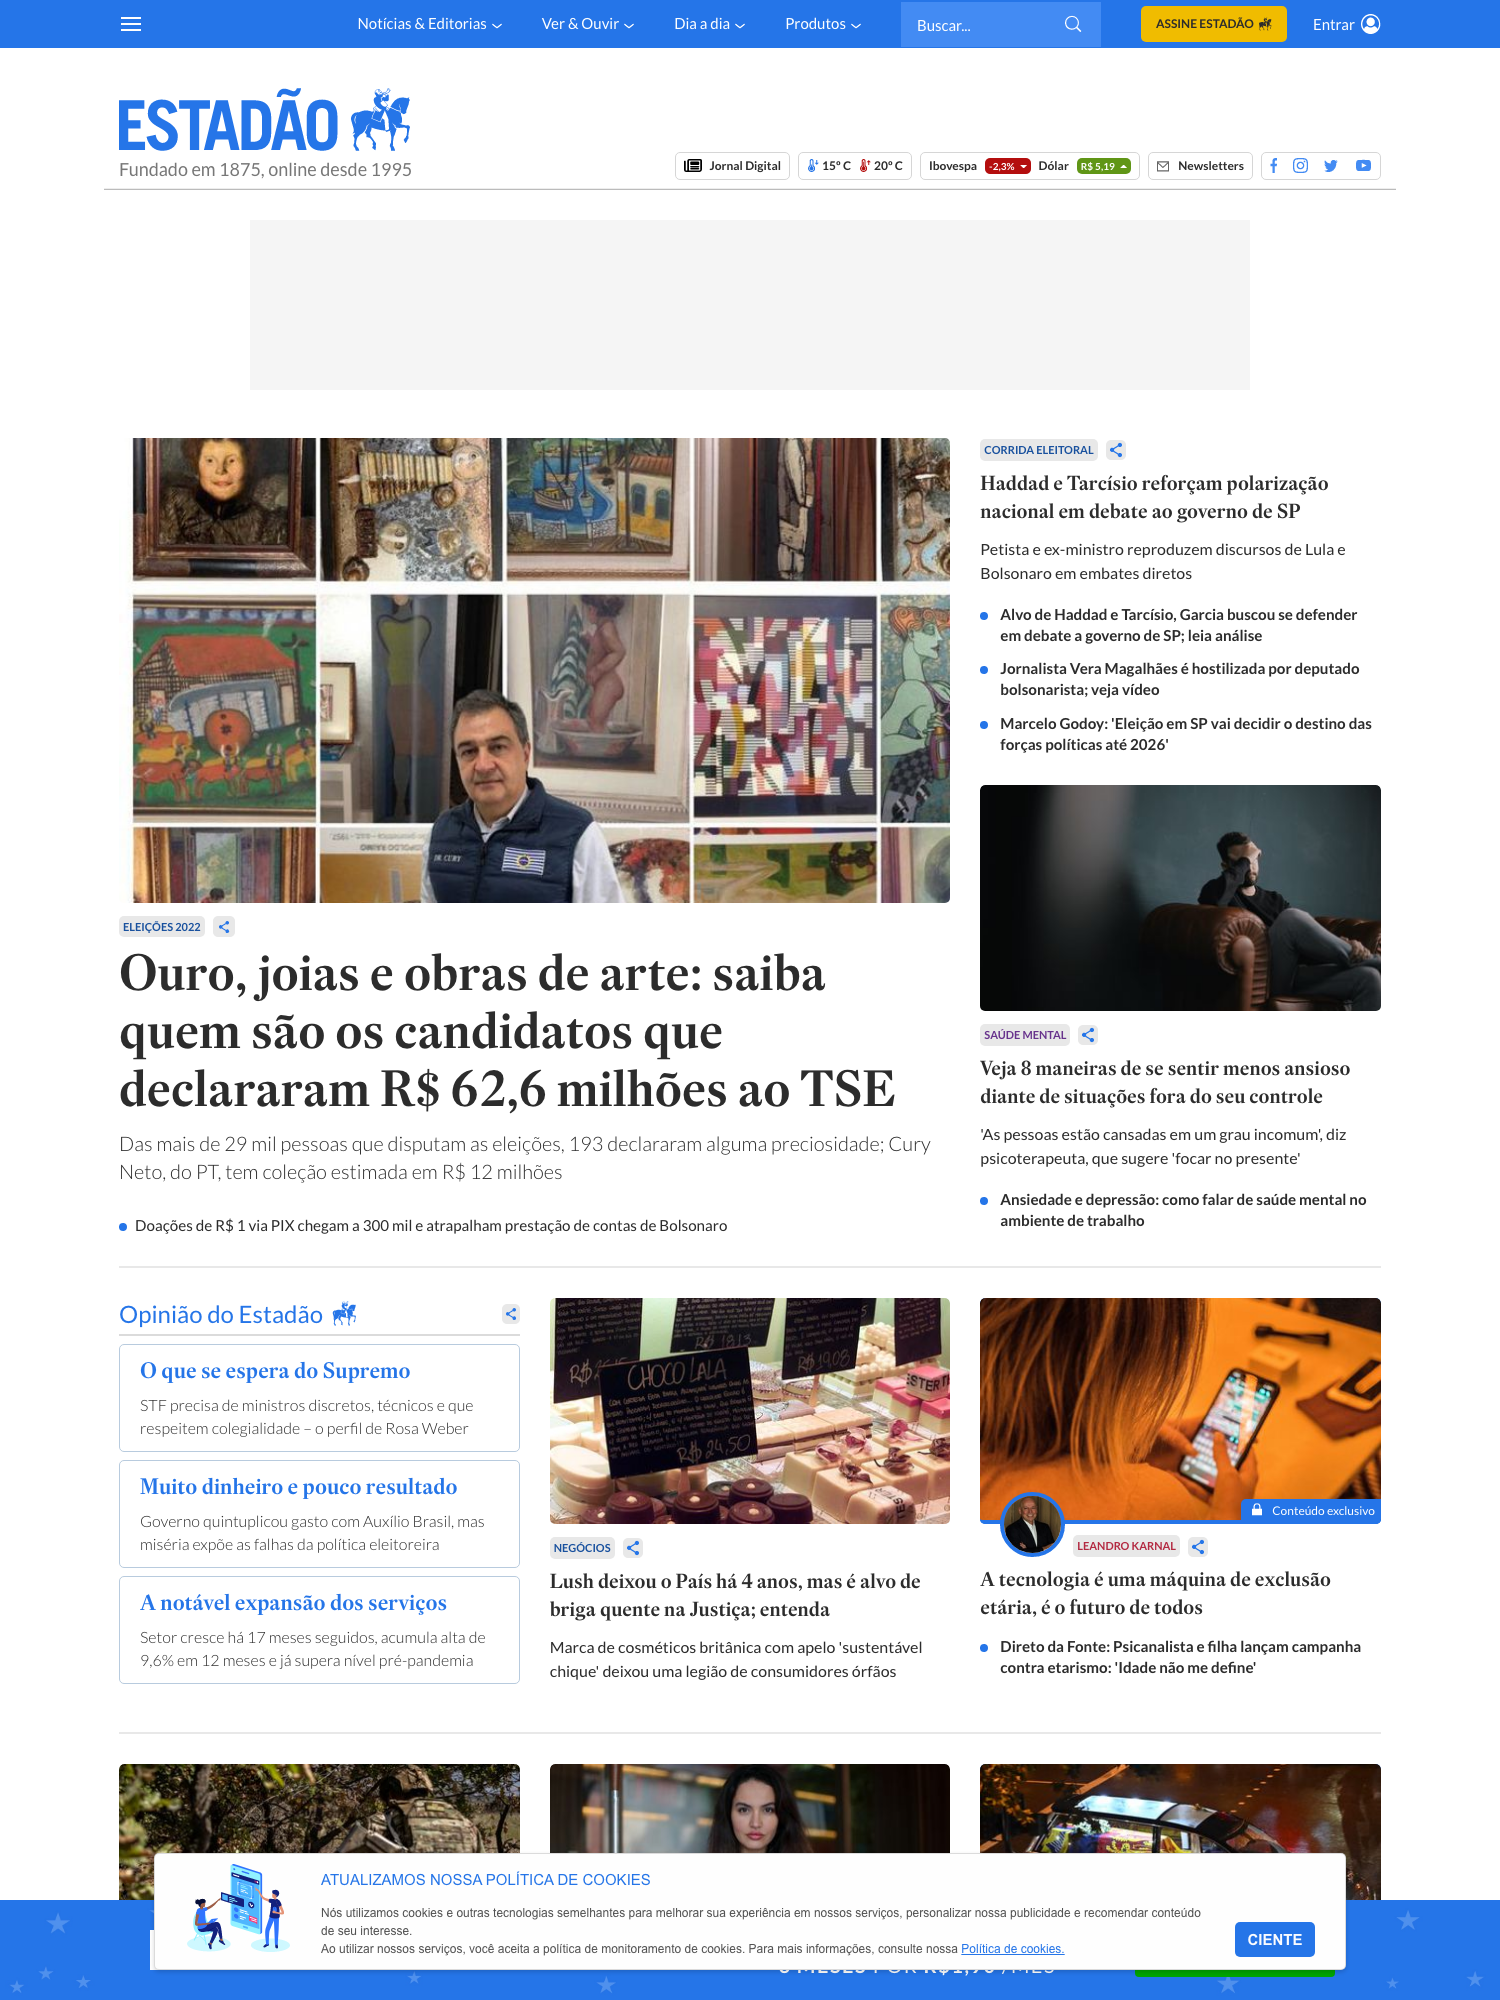 Notícias & Editorias
Ver & Ouvir
Dia a dia
Produtos
Buscar...
ASSINE ESTADÃO
Entrar
ESTADÃO
Fundado em 1875, online desde 1995
Jornal Digital
15º C 20º C
Ibovespa -2,3% Dólar R$ 5,19
Newsletters
DR. CURY
ELEIÇÕES 2022
Ouro, joias e obras de arte: saiba
quem são os candidatos que
declararam R$ 62,6 milhões ao TSE
Das mais de 29 mil pessoas que disputam as eleições, 193 declararam alguma preciosidade; Cury
Neto, do PT, tem coleção estimada em R$ 12 milhões
Doações de R$ 1 via PIX chegam a 300 mil e atrapalham prestação de contas de Bolsonaro
CORRIDA ELEITORAL
Haddad e Tarcísio reforçam polarização
nacional em debate ao governo de SP
Petista e ex-ministro reproduzem discursos de Lula e
Bolsonaro em embates diretos
Alvo de Haddad e Tarcísio, Garcia buscou se defender
em debate a governo de SP; leia análise
Jornalista Vera Magalhães é hostilizada por deputado
bolsonarista; veja vídeo
Marcelo Godoy: 'Eleição em SP vai decidir o destino das
forças políticas até 2026'
SAÚDE MENTAL
Veja 8 maneiras de se sentir menos ansioso
diante de situações fora do seu controle
'As pessoas estão cansadas em um grau incomum', diz
psicoterapeuta, que sugere 'focar no presente'
Ansiedade e depressão: como falar de saúde mental no
ambiente de trabalho
Opinião do Estadão
O que se espera do Supremo
STF precisa de ministros discretos, técnicos e que
respeitem colegialidade – o perfil de Rosa Weber
Muito dinheiro e pouco resultado
Governo quintuplicou gasto com Auxílio Brasil, mas
miséria expõe as falhas da política eleitoreira
A notável expansão dos serviços
Setor cresce há 17 meses seguidos, acumula alta de
9,6% em 12 meses e já supera nível pré-pandemia
R$ 18,13
R$ 19,08
CHOCO LALA
R$ 24,50
NEGÓCIOS
Lush deixou o País há 4 anos, mas é alvo de
briga quente na Justiça; entenda
Marca de cosméticos britânica com apelo 'sustentável
chique' deixou uma legião de consumidores órfãos
Conteúdo exclusivo
LEANDRO KARNAL
A tecnologia é uma máquina de exclusão
etária, é o futuro de todos
Direto da Fonte: Psicanalista e filha lançam campanha
contra etarismo: 'Idade não me define'
ATUALIZAMOS NOSSA POLÍTICA DE COOKIES
Nós utilizamos cookies e outras tecnologias semelhantes para melhorar sua experiência em nossos serviços, personalizar nossa publicidade e recomendar conteúdo
de seu interesse.
Ao utilizar nossos serviços, você aceita a política de monitoramento de cookies. Para mais informações, consulte nossa Política de cookies.
CIENTE